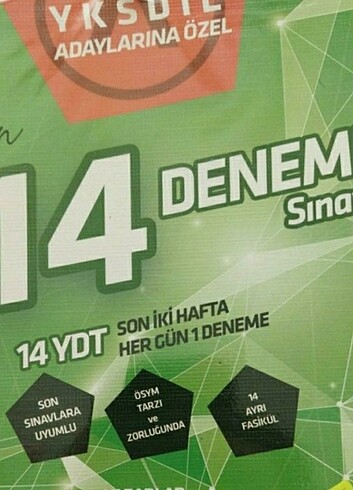 YKSDİL
ADAYLARINA ÖZEL
14 DENEM
Sına
14 YDT
SON İKİ HAFTA
HER GÜN 1 DENEME
SON
SINAVLARA
UYUMLU
ÖSYM
TARZI
ve
ZORLUĞUNDA
14
AYRI
FASİKÜL